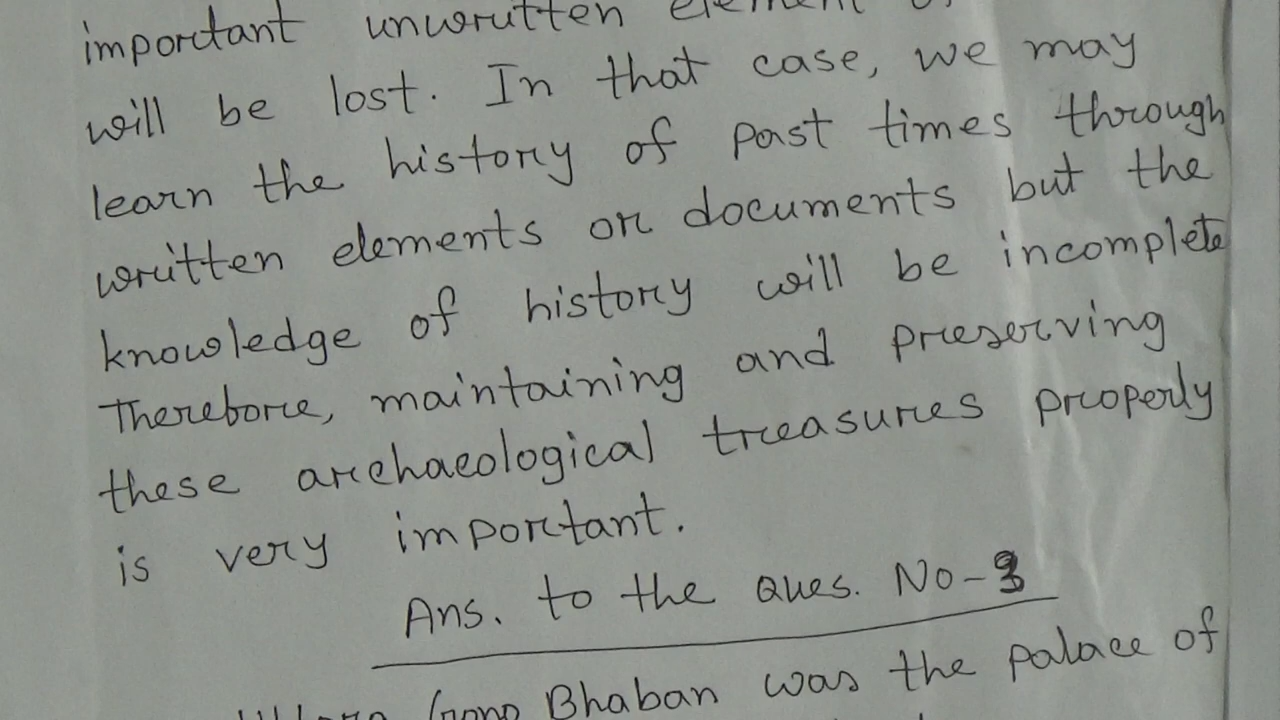 important unwritten element
will be lost. In that case, we may
learn the history of past times through
written elements or documents but the
knowledge of history will be incomplete
Therebore, maintaining and preserving
these archaeological treasures properly
is very important.
Ans. to the Ques. No-3
Bhaban was the palace of